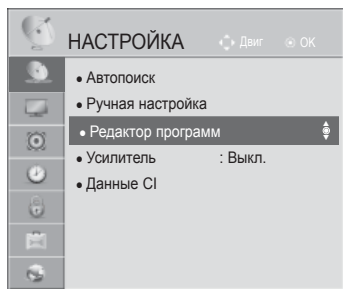 НАСТРОЙКА Двиг OK
• Автопоиск
• Ручная настройка
• Редактор программ
• Усилитель : Выкл.
• Данные CI